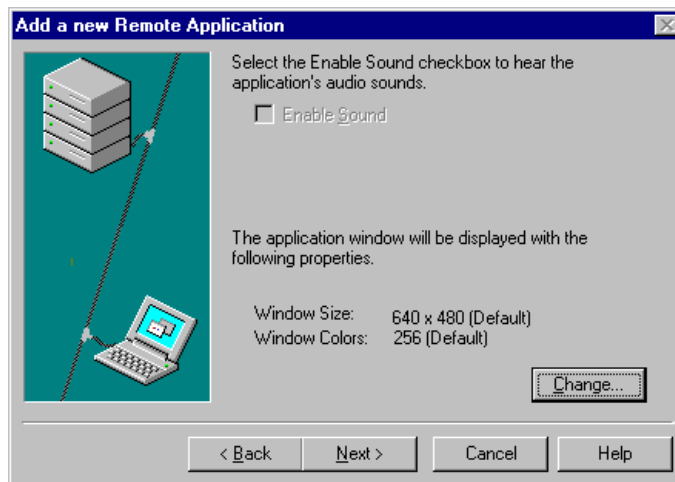 Add a new Remote Application
Select the Enable Sound checkbox to hear the
application's audio sounds.
Enable Sound
The application window will be displayed with the
following properties.
Window Size: 640 x 480 (Default)
Window Colors: 256 (Default)
Change...
< Back Next > Cancel Help